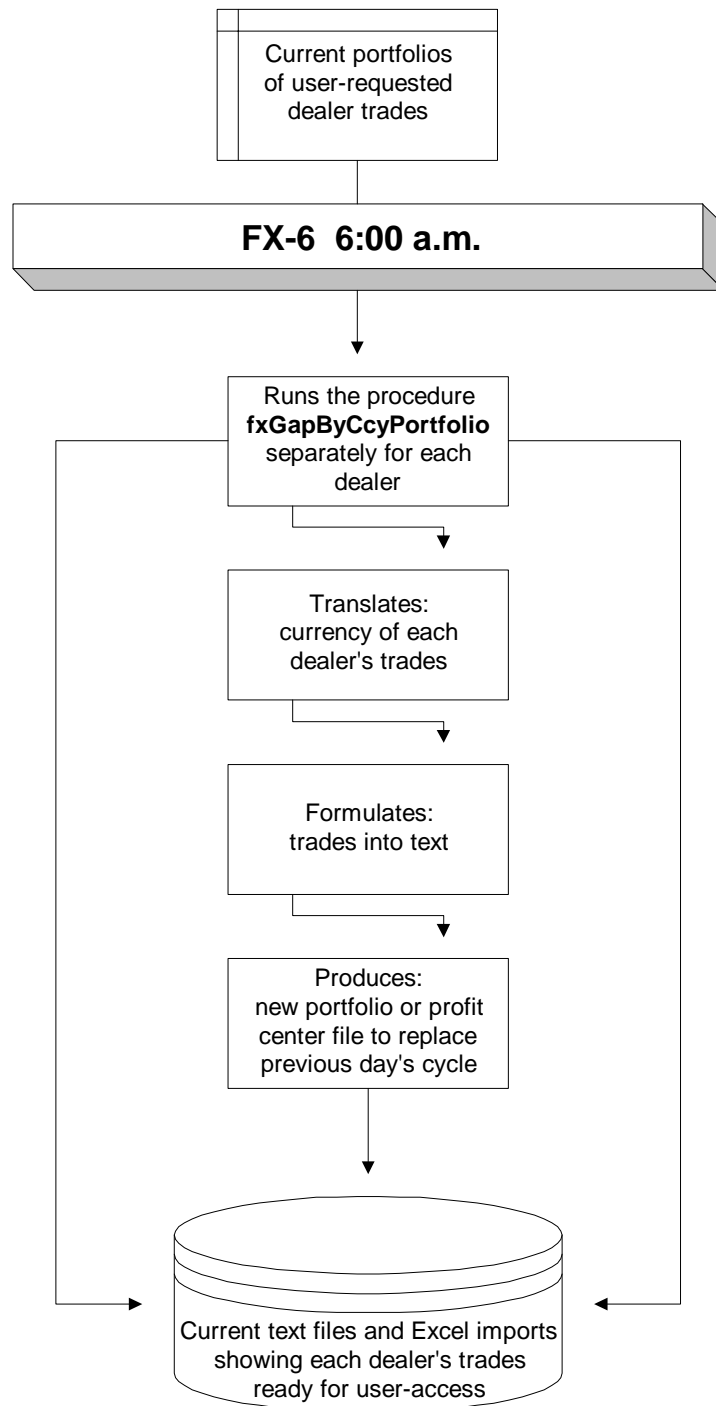 Current portfolios
of user-requested
dealer trades
FX-6 6:00 a.m.
Runs the procedure
fxGapByCcyPortfolio
separately for each
dealer
Translates:
currency of each
dealer's trades
Formulates:
trades into text
Produces:
new portfolio or profit
center file to replace
previous day's cycle
Current text files and Excel imports
showing each dealer's trades
ready for user-access